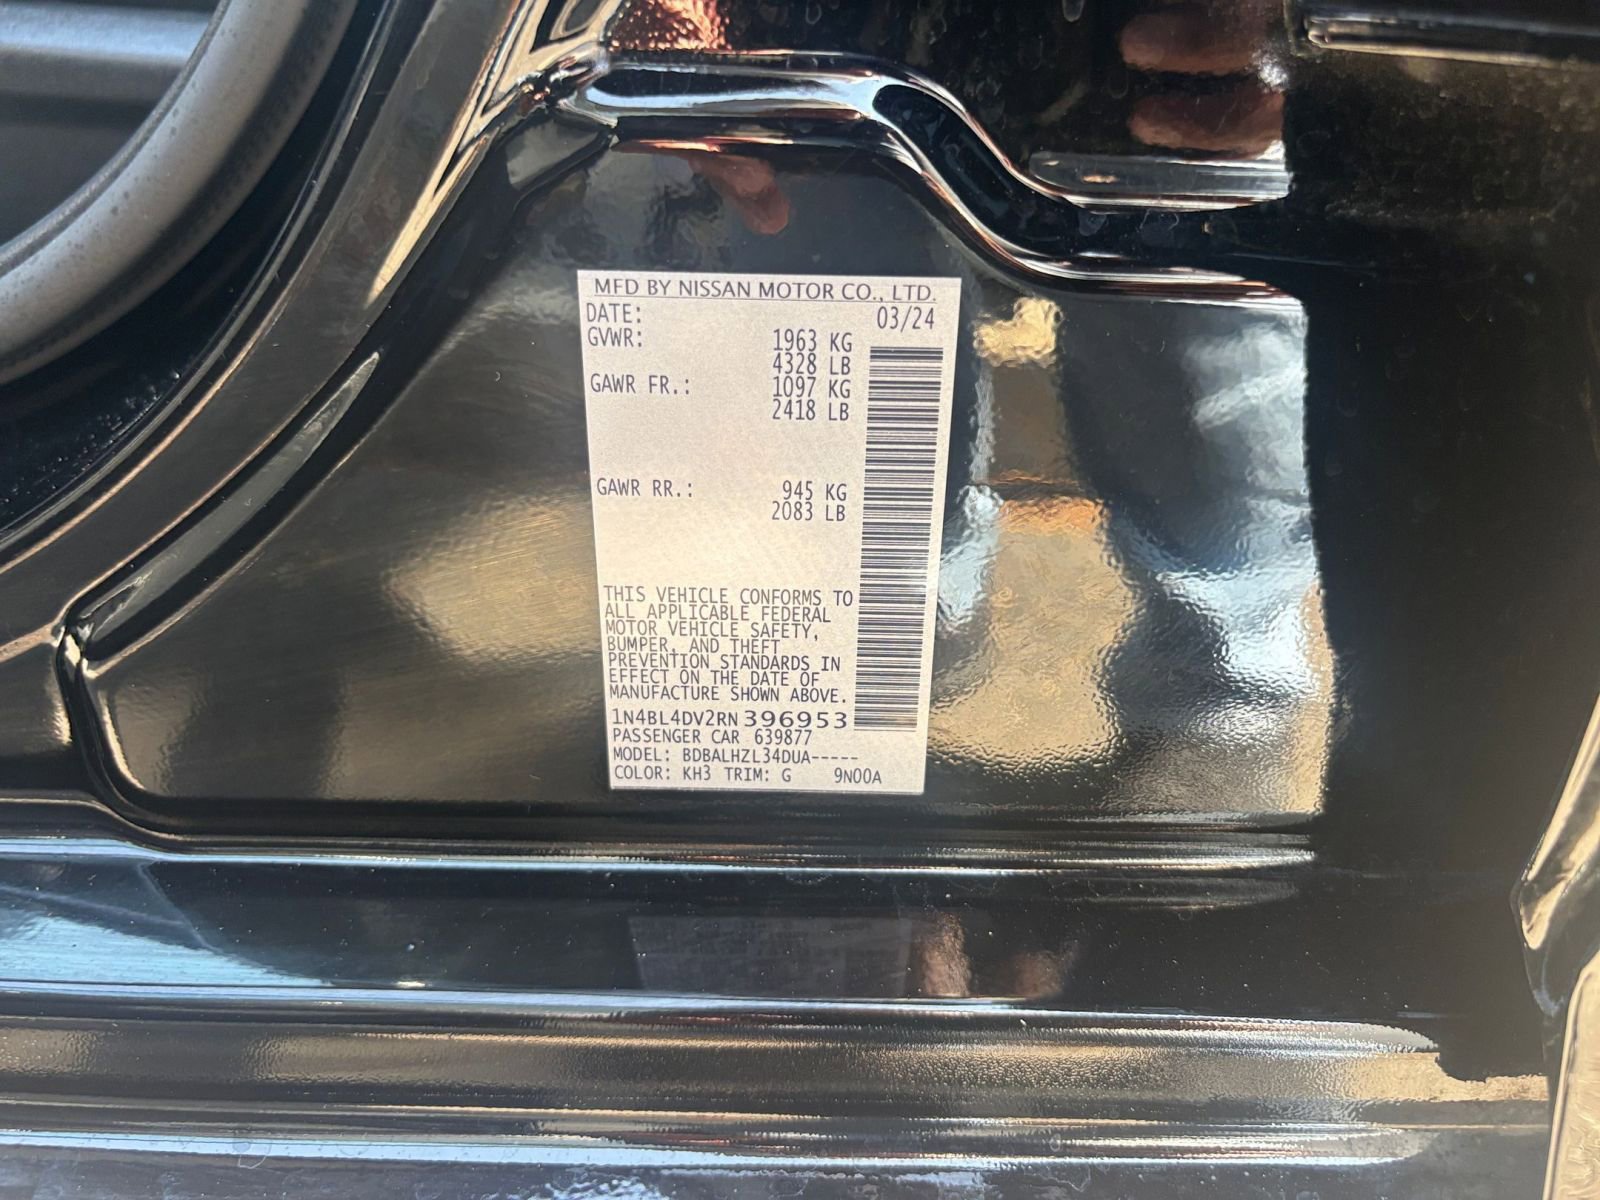 MFD BY NISSAN MOTOR CO., LTD.
DATE: 03/24
GVWR: 1963 KG
4328 LB
GAWR FR.: 1097 KG
2418 LB
GAWR RR.: 945 KG
2083 LB
THIS VEHICLE CONFORMS TO
ALL APPLICABLE FEDERAL
MOTOR VEHICLE SAFETY,
BUMPER, AND THEFT
PREVENTION STANDARDS IN
EFFECT ON THE DATE OF
MANUFACTURE SHOWN ABOVE.
1N4BL4DV2RN396953
PASSENGER CAR 639877
MODEL: BDBALHZL34DUA-----
COLOR: KH3 TRIM: G 9N00A